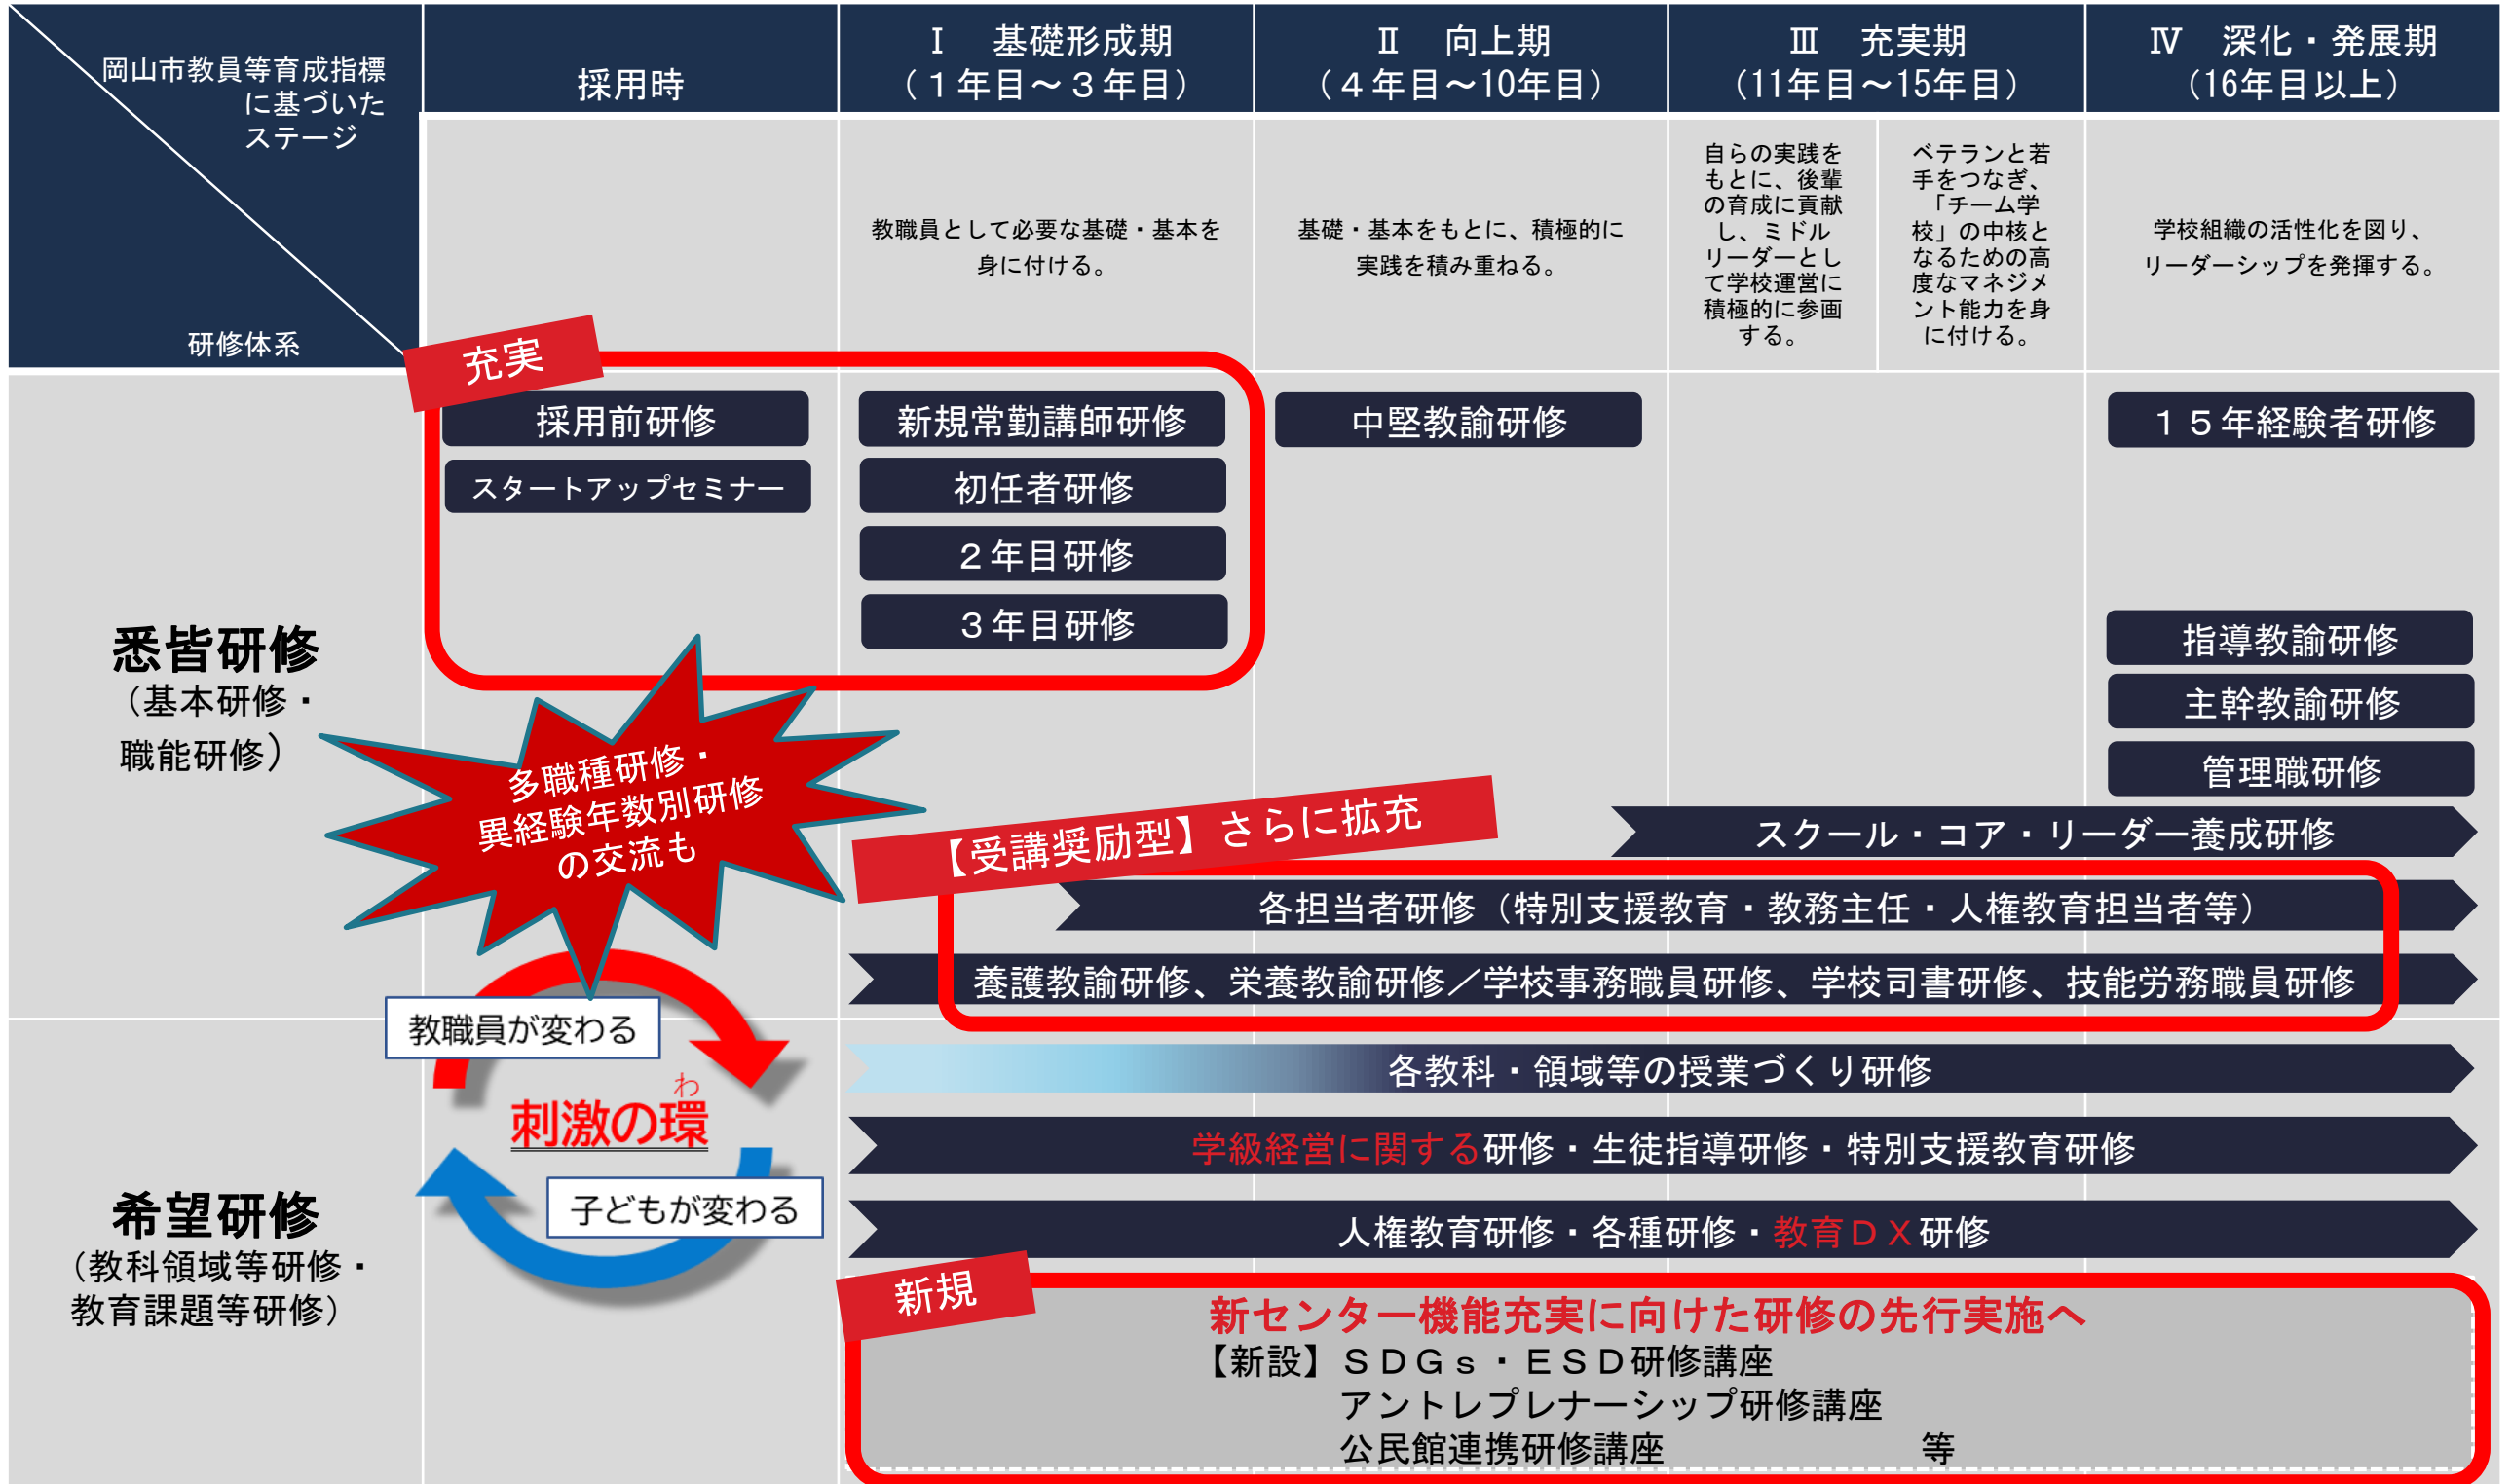 岡山市教員等育成指標
に基づいた
ステージ
研修体系
採用時
Ⅰ　基礎形成期
（１年目～３年目）
Ⅱ　向上期
（４年目～10年目）
Ⅲ　充実期
（11年目～15年目）
Ⅳ　深化・発展期
（16年目以上）
教職員として必要な基礎・基本を
身に付ける。
基礎・基本をもとに、積極的に
実践を積み重ねる。
自らの実践を
もとに、後輩
の育成に貢献
し、ミドル
リーダーとし
て学校運営に
積極的に参画
する。
ベテランと若
手をつなぎ、
「チーム学
校」の中核と
なるための高
度なマネジメ
ント能力を身
に付ける。
学校組織の活性化を図り、
リーダーシップを発揮する。
充実
悉皆研修
（基本研修・
職能研修）
採用前研修
スタートアップセミナー
新規常勤講師研修
初任者研修
２年目研修
３年目研修
中堅教諭研修
１５年経験者研修
指導教諭研修
主幹教諭研修
管理職研修
多職種研修・
異経験年数別研修
の交流も
【受講奨励型】さらに拡充
スクール・コア・リーダー養成研修
各担当者研修（特別支援教育・教務主任・人権教育担当者等）
養護教諭研修、栄養教諭研修／学校事務職員研修、学校司書研修、技能労務職員研修
教職員が変わる
わ
刺激の環
子どもが変わる
希望研修
（教科領域等研修・
教育課題等研修）
各教科・領域等の授業づくり研修
学級経営に関する研修・生徒指導研修・特別支援教育研修
人権教育研修・各種研修・教育ＤＸ研修
新規
新センター機能充実に向けた研修の先行実施へ
【新設】ＳＤＧｓ・ＥＳＤ研修講座
アントレプレナーシップ研修講座
公民館連携研修講座　　　　　　　等